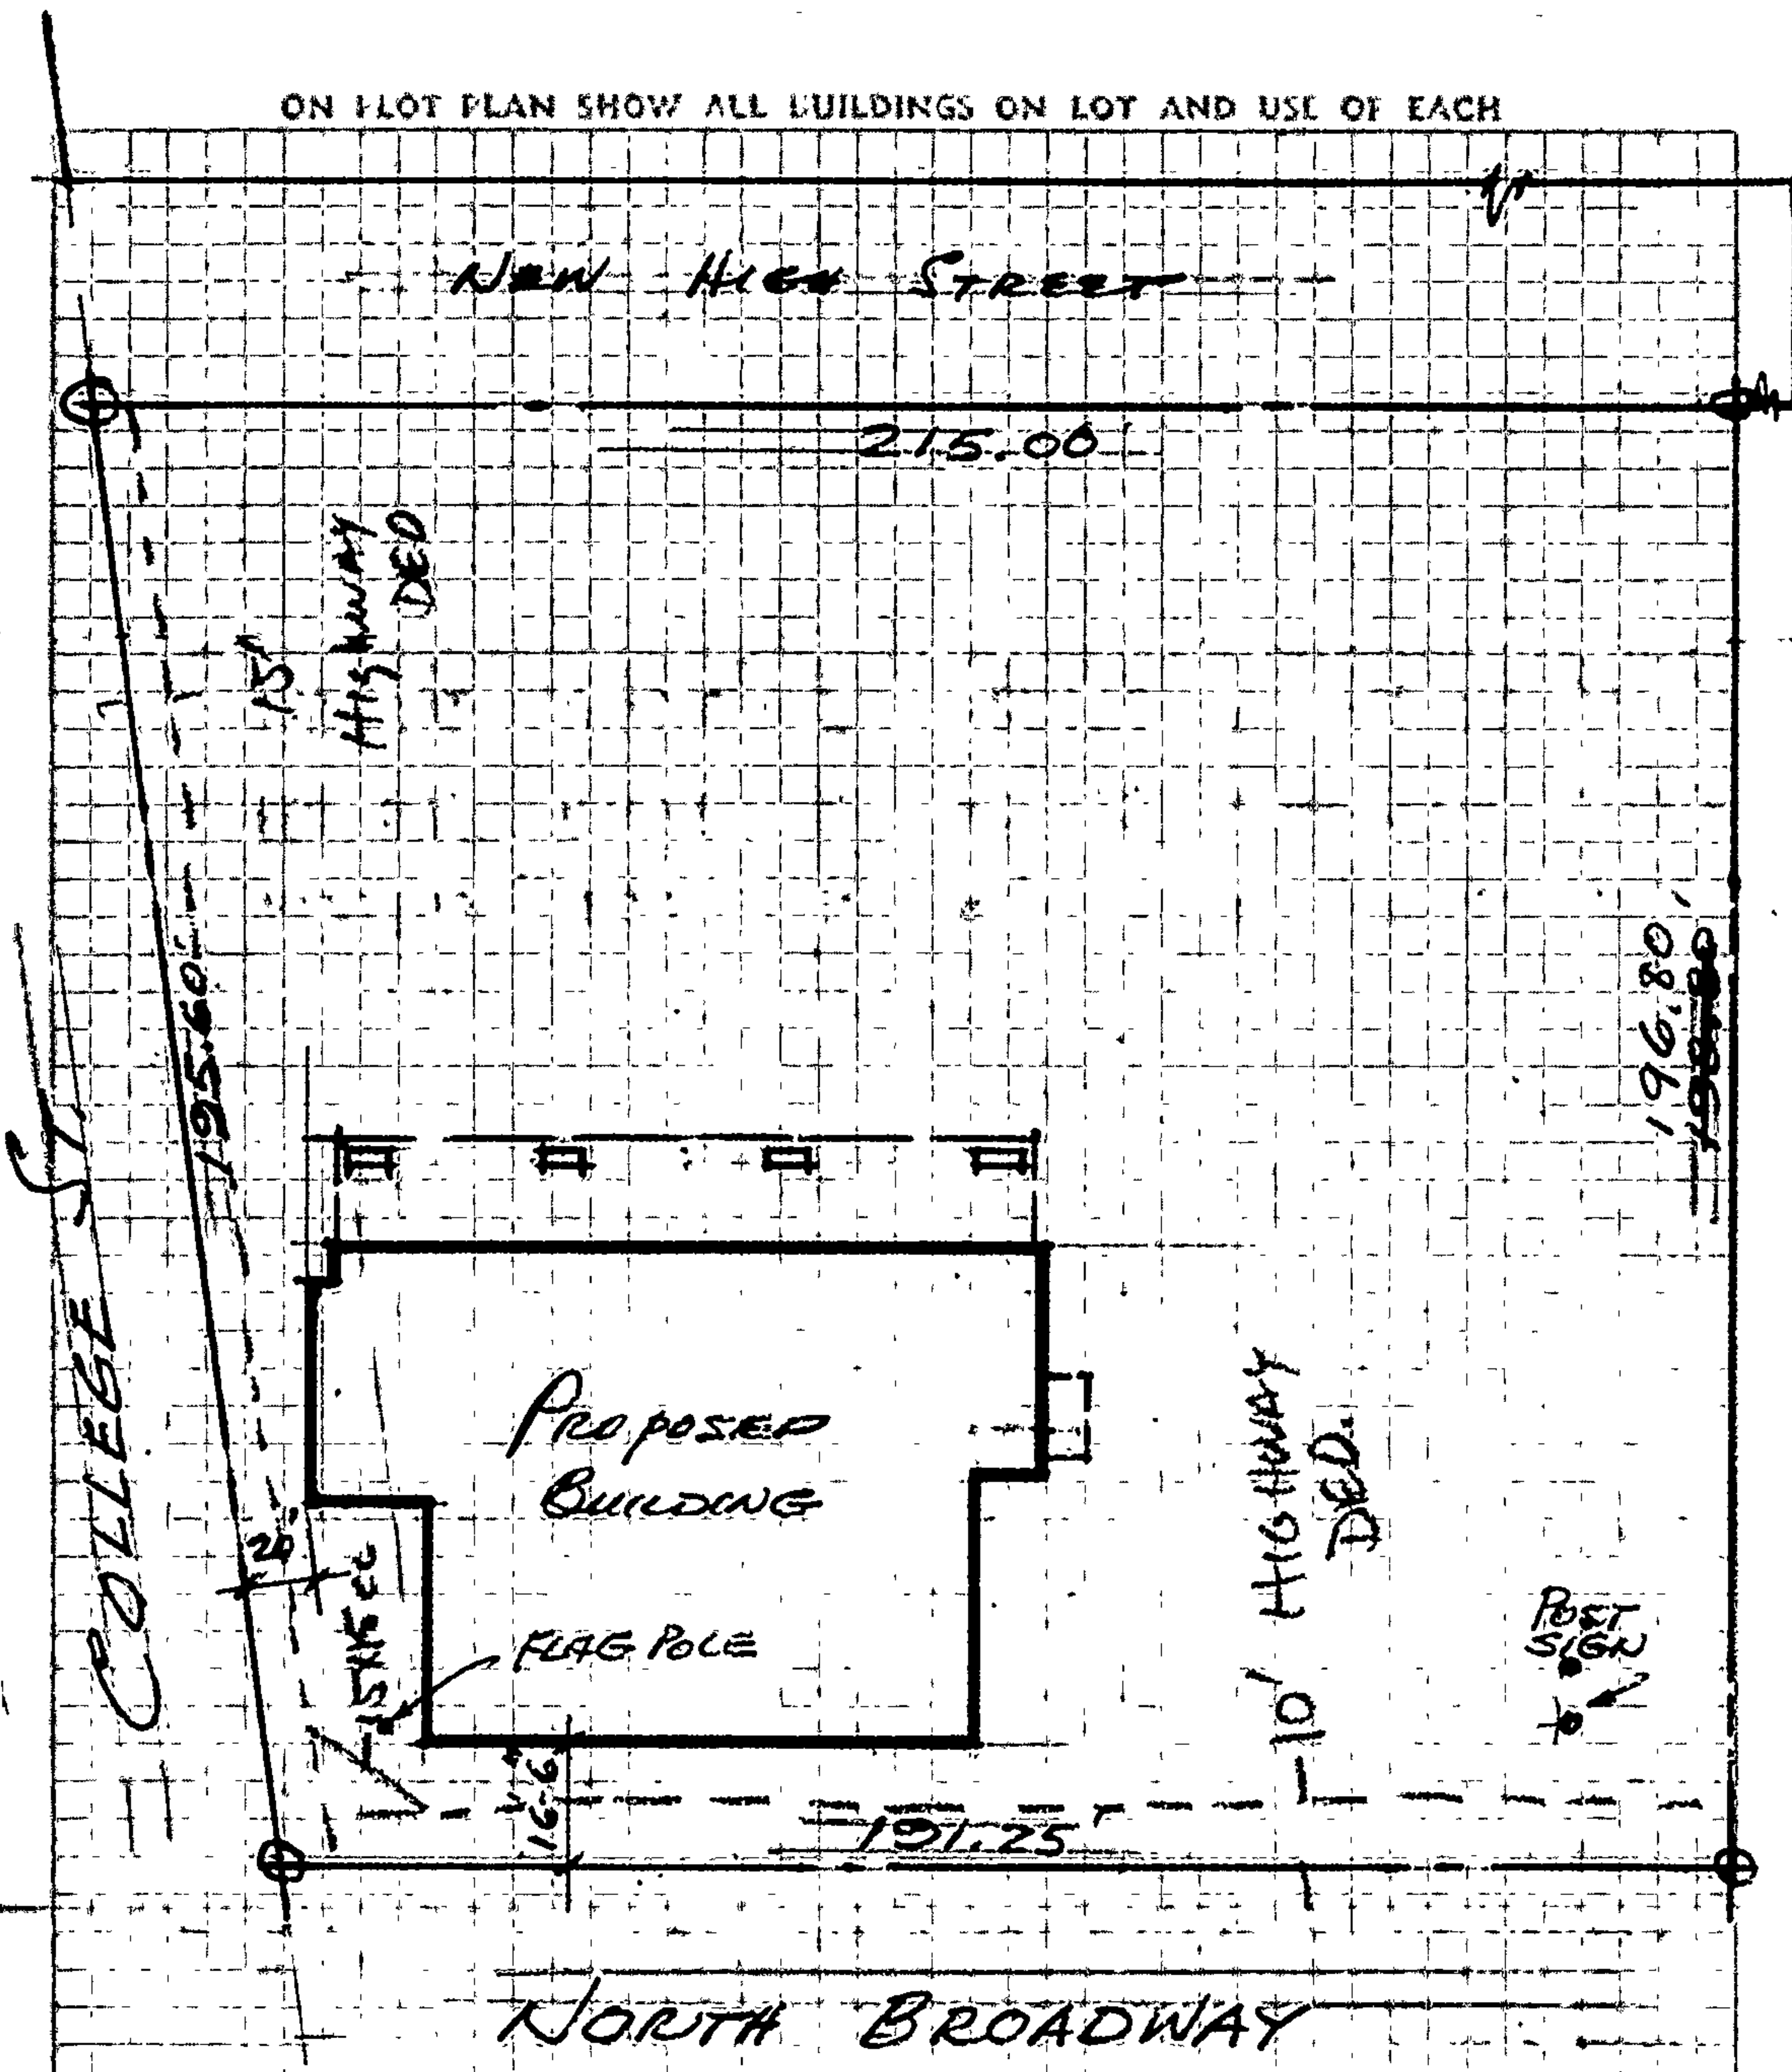 ON PLOT PLAN SHOW ALL BUILDINGS ON LOT AND USE OF EACH
NEW HIGH STREET
215.00'
15'
HIGHWAY
DED
195.60'
196.80'
COLLEGE ST.
PROPOSED
BUILDING
20'
15X15 CC
FLAG POLE
10' HIGHWAY
DED.
POST
SIGN
16'-6"
191.25
NORTH BROADWAY